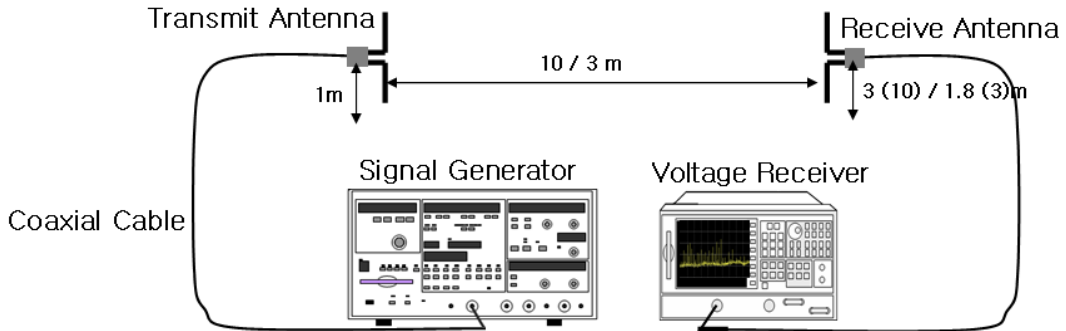 Transmit Antenna
Receive Antenna
10 / 3 m
1m
3 (10) / 1.8 (3)m
Signal Generator
Voltage Receiver
Coaxial Cable